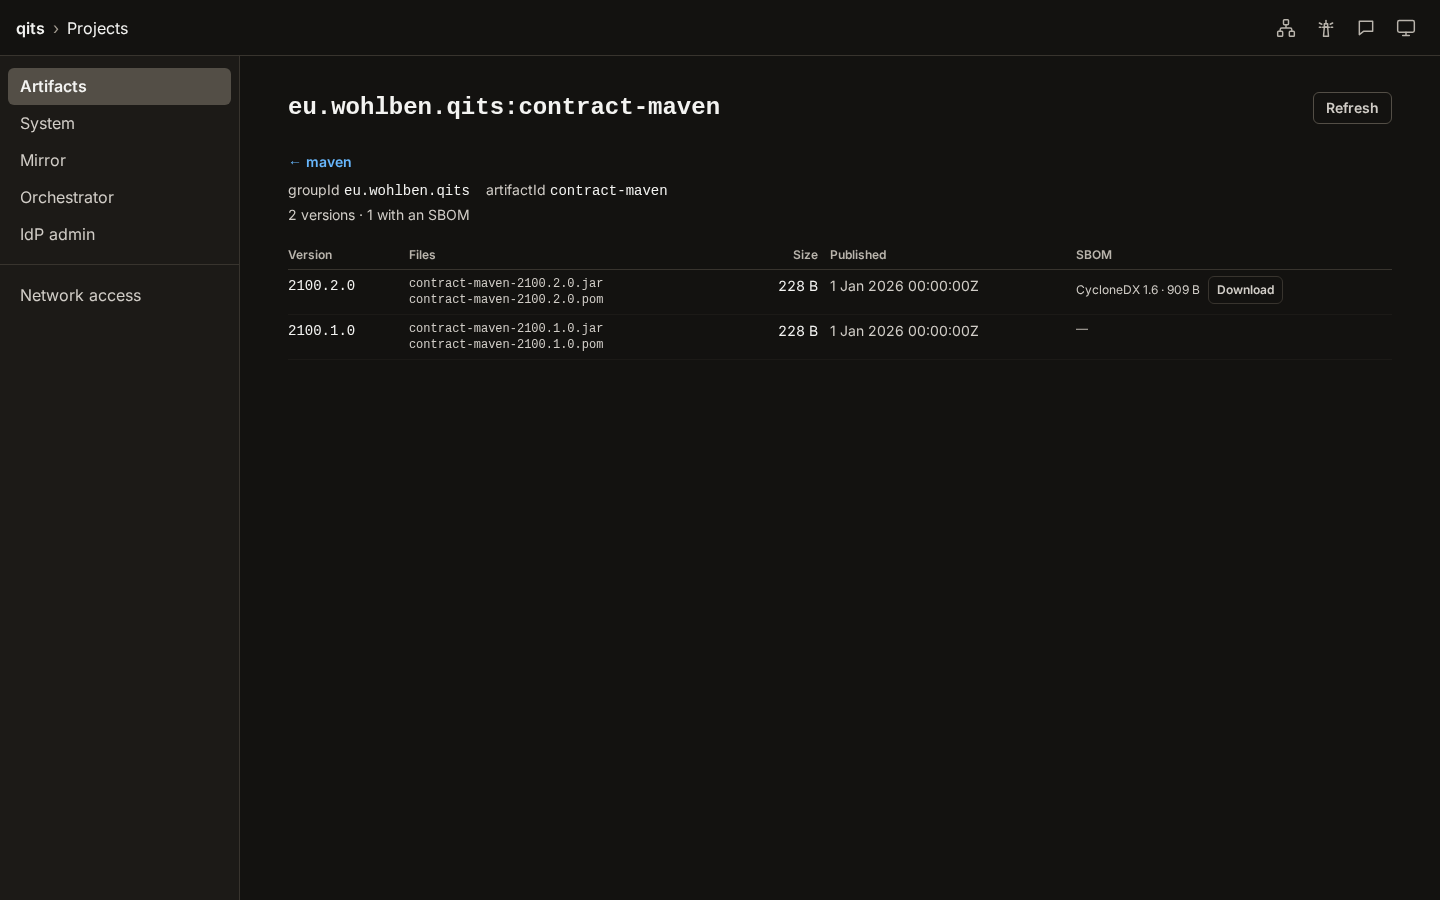 qits › Projects
Artifacts
System
Mirror
Orchestrator
IdP admin
Network access
eu.wohlben.qits:contract-maven
Refresh
← maven
groupId eu.wohlben.qits artifactId contract-maven
2 versions · 1 with an SBOM
Version Files Size Published SBOM
2100.2.0 contract-maven-2100.2.0.jar 228 B 1 Jan 2026 00:00:00Z CycloneDX 1.6 · 909 B Download
contract-maven-2100.2.0.pom
2100.1.0 contract-maven-2100.1.0.jar 228 B 1 Jan 2026 00:00:00Z —
contract-maven-2100.1.0.pom